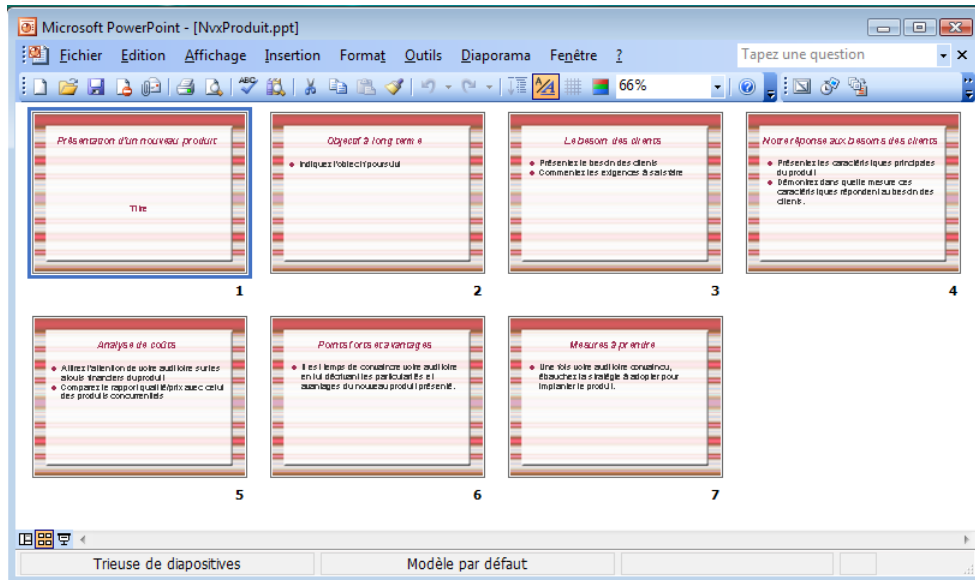 Microsoft PowerPoint - [NvxProduit.ppt]
Fichier Edition Affichage Insertion Format Outils Diaporama Fenêtre ? Tapez une question
ABC 66%
Présentation d'un nouveau produit
Titre
1
Objectif à long terme
Indiquez l'objectif poursuivi
2
Le besoin des clients
Présentez le besoin des clients
Commentez les exigences à satisfaire
3
Notre réponse aux besoins des clients
Présentez les caractéristiques principales
du produit
Démontrez dans quelle mesure ces
caractéristiques répondent au besoin des
clients.
4
Analyse de coûts
Attirez l'attention de votre auditoire sur les
atouts financiers du produit
Comparez le rapport qualité/prix avec celui
des produits concurrentiels
5
Points forts et avantages
Il est temps de convaincre votre auditoire
en lui décrivant les particularités et
avantages du nouveau produit présenté.
6
Mesures à prendre
Une fois votre auditoire convaincu,
ébauchez la stratégie à adopter pour
implanter le produit.
7
Trieuse de diapositives Modèle par défaut